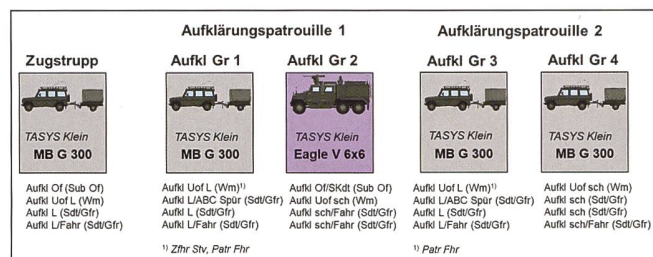 Aufklärungspatrouille 1
Aufklärungspatrouille 2
Zugstrupp
Aufkl Gr 1
Aufkl Gr 2
Aufkl Gr 3
Aufkl Gr 4
TASYS Klein
MB G 300
TASYS Klein
MB G 300
TASYS Klein
Eagle V 6x6
TASYS Klein
MB G 300
TASYS Klein
MB G 300
Aufkl Of (Sub Of)
Aufkl Uof L (Wm)
Aufkl L (Sdt/Gfr)
Aufkl L/Fahr (Sdt/Gfr)
Aufkl Uof L (Wm)¹⁾
Aufkl L/ABC Spür (Sdt/Gfr)
Aufkl L (Sdt/Gfr)
Aufkl L/Fahr (Sdt/Gfr)
¹⁾ Zfhr Stv, Patr Fhr
Aufkl Of/SKdt (Sub Of)
Aufkl Uof sch (Wm)
Aufkl sch/Fahr (Sdt/Gfr)
Aufkl sch/Fahr (Sdt/Gfr)
Aufkl Uof L (Wm)¹⁾
Aufkl L/ABC Spür (Sdt/Gfr)
Aufkl L (Sdt/Gfr)
Aufkl L/Fahr (Sdt/Gfr)
¹⁾ Patr Fhr
Aufkl Uof sch (Wm)
Aufkl sch (Sdt/Gfr)
Aufkl sch (Sdt/Gfr)
Aufkl sch/Fahr (Sdt/Gfr)